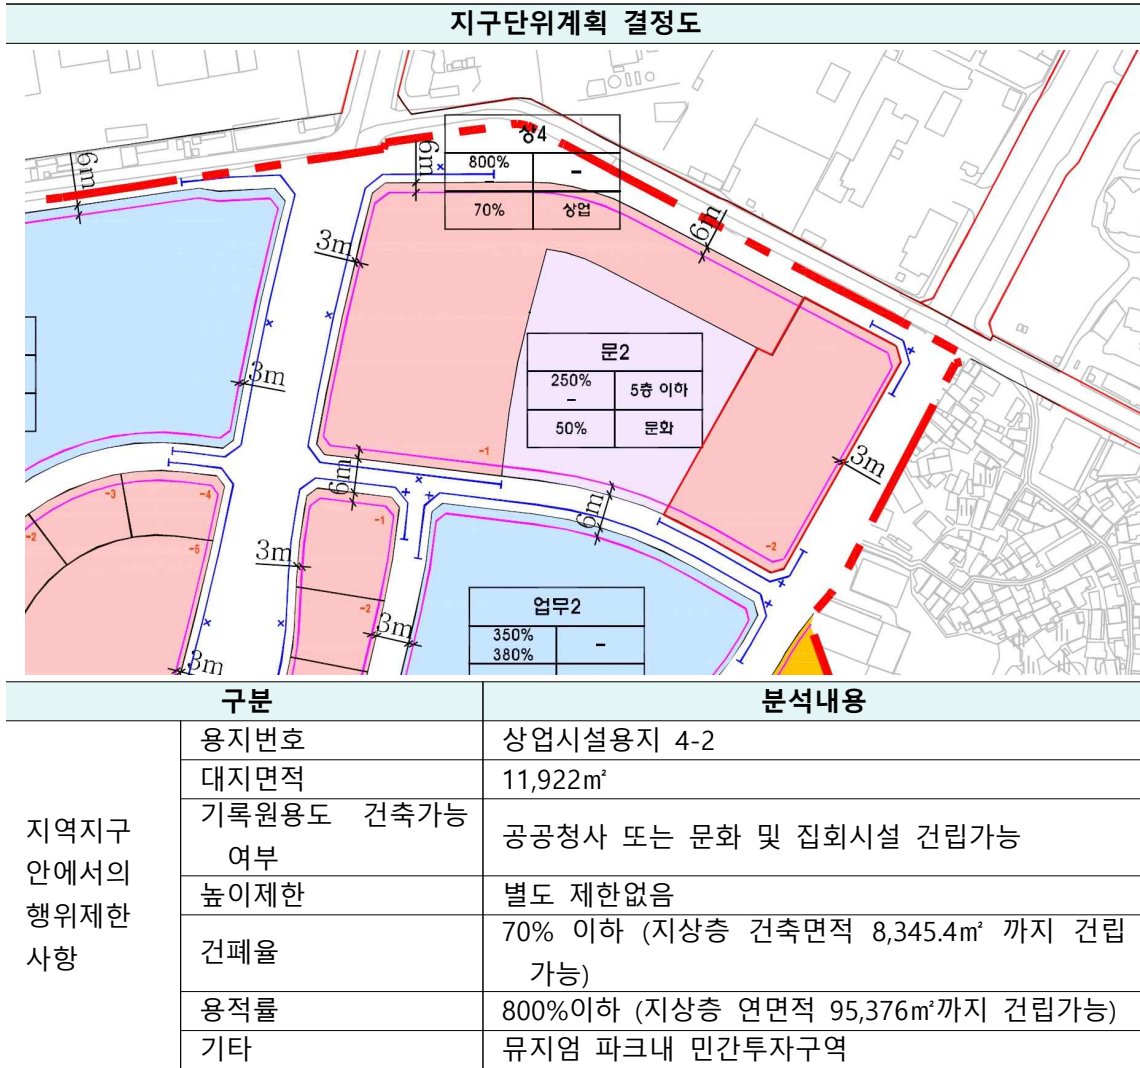 지구단위계획 결정도
6m
6m
상4
800%
-
-
70%
상업
6m
3m
3m
문2
250%
-
5층 이하
50%
문화
-1
3m
6m
6m
-3
-4
-2
-5
-1
-2
3m
-2
3m
3m
업무2
350%
380%
-
구분
분석내용
지역지구
안에서의
행위제한
사항
용지번호
상업시설용지 4-2
대지면적
11,922㎡
기록원용도 건축가능
여부
공공청사 또는 문화 및 집회시설 건립가능
높이제한
별도 제한없음
건폐율
70% 이하 (지상층 건축면적 8,345.4㎡ 까지 건립
가능)
용적률
800%이하 (지상층 연면적 95,376㎡까지 건립가능)
기타
뮤지엄 파크내 민간투자구역